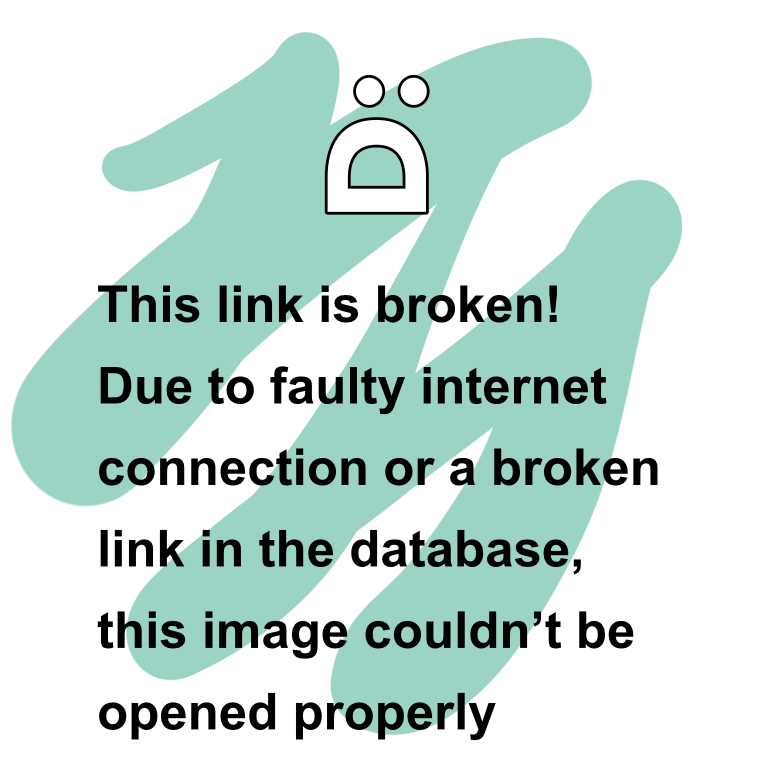 This link is broken!
Due to faulty internet
connection or a broken
link in the database,
this image couldn’t be
opened properly